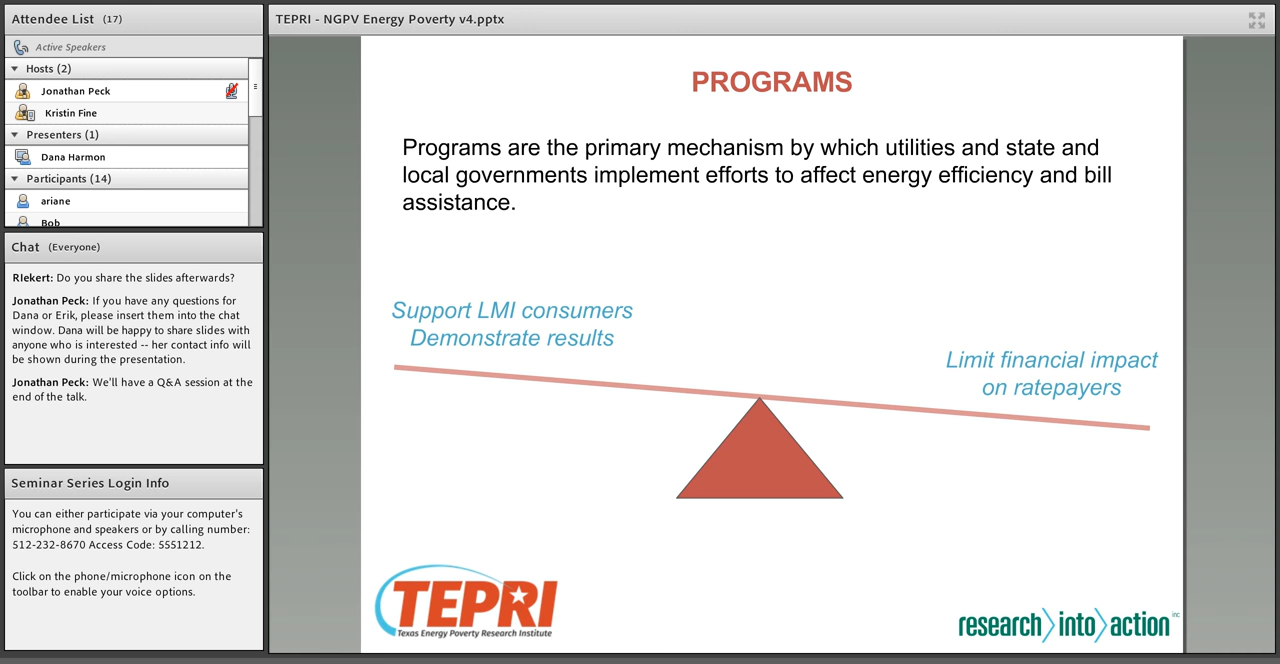 Attendee List (17)
Active Speakers
Hosts (2)
Jonathan Peck
Kristin Fine
Presenters (1)
Dana Harmon
Participants (14)
ariane
Bob
Chat (Everyone)
RIekert: Do you share the slides afterwards?
Jonathan Peck: If you have any questions for
Dana or Erik, please insert them into the chat
window. Dana will be happy to share slides with
anyone who is interested -- her contact info will
be shown during the presentation.
Jonathan Peck: We'll have a Q&A session at the
end of the talk.
Seminar Series Login Info
You can either participate via your computer's
microphone and speakers or by calling number:
512-232-8670 Access Code: 5551212.
Click on the phone/microphone icon on the
toolbar to enable your voice options.
TEPRI - NGPV Energy Poverty v4.pptx
PROGRAMS
Programs are the primary mechanism by which utilities and state and
local governments implement efforts to affect energy efficiency and bill
assistance.
Support LMI consumers
Demonstrate results
Limit financial impact
on ratepayers
TEPRI
Texas Energy Poverty Research Institute
research into action inc